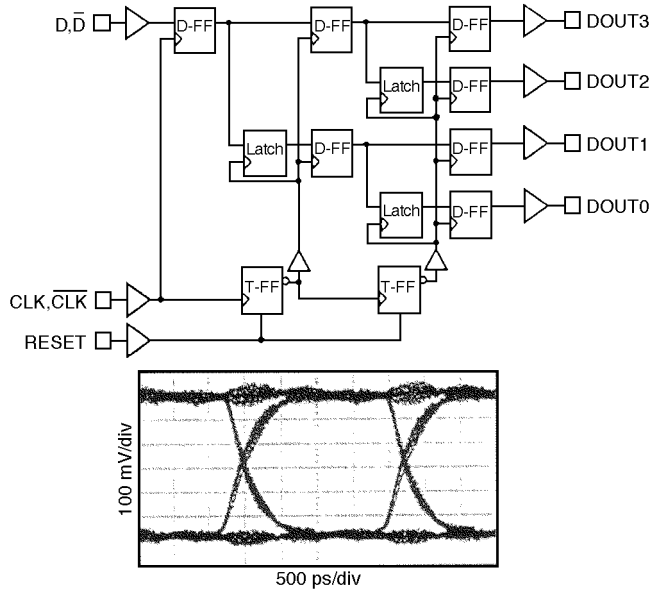 D,D̅ D-FF D-FF D-FF DOUT3
Latch D-FF DOUT2
Latch D-FF D-FF DOUT1
Latch D-FF DOUT0
CLK,C̅L̅K̅ T-FF T-FF
RESET
100 mV/div
500 ps/div